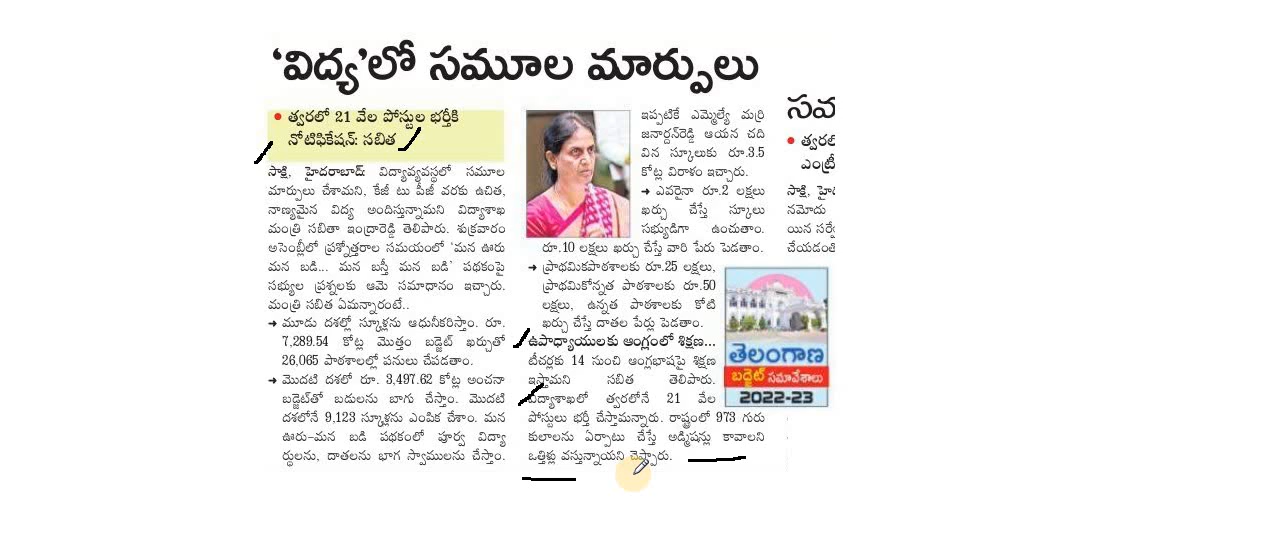 ‘విద్య’లో సమూల మార్పులు
• త్వరలో 21 వేల పోస్టుల భర్తీకి
నోటిఫికేషన్: సబిత
సాక్షి, హైదరాబాద్ విద్యావ్యవస్థలో సమూల
మార్పులు చేశామని, కేజీ టు పీజీ వరకు ఉచిత,
నాణ్యమైన విద్య అందిస్తున్నామని విద్యాశాఖ
మంత్రి సబితా ఇంద్రారెడ్డి తెలిపారు. శుక్రవారం
అసెంబ్లీలో ప్రశ్నోత్తరాల సమయంలో ‘మన ఊరు
మన బడి... మన బస్తీ మన బడి’ పథకంపై
సభ్యుల ప్రశ్నలకు ఆమె సమాధానం ఇచ్చారు.
మంత్రి సబిత ఏమన్నారంటే..
➜ మూడు దశల్లో స్కూళ్లను ఆధునీకరిస్తాం. రూ.
7,289.54 కోట్ల మొత్తం బడ్జెట్ ఖర్చుతో
26,065 పాఠశాలల్లో పనులు చేపడతాం.
➜ మొదటి దశలో రూ. 3,497.62 కోట్ల అంచనా
బడ్జెట్‌తో బడులను బాగు చేస్తాం. మొదటి
దశలోనే 9,123 స్కూళ్లను ఎంపిక చేశాం. మన
ఊరు–మన బడి పథకంలో పూర్వ విద్యా
ర్థులను, దాతలను భాగ స్వాములను చేస్తాం.
ఇప్పటికే ఎమ్మెల్యే మర్రి
జనార్దన్‌రెడ్డి ఆయన చది
విన స్కూలుకు రూ.3.5
కోట్ల విరాళం ఇచ్చారు.
➜ ఎవరైనా రూ.2 లక్షలు
ఖర్చు చేస్తే స్కూలు
సభ్యుడిగా ఉంచుతాం.
రూ.10 లక్షలు ఖర్చు చేస్తే వారి పేరు పెడతాం.
➜ ప్రాథమికపాఠశాలకు రూ.25 లక్షలు,
ప్రాథమికోన్నత పాఠశాలకు రూ.50
లక్షలు, ఉన్నత పాఠశాలకు కోటి
ఖర్చు చేస్తే దాతల పేర్లు పెడతాం.
ఉపాధ్యాయులకు ఆంగ్లంలో శిక్షణ...
టీచర్లకు 14 నుంచి ఆంగ్లభాషపై శిక్షణ
ఇస్తామని సబిత తెలిపారు.
విద్యాశాఖలో త్వరలోనే 21 వేల
పోస్టులు భర్తీ చేస్తామన్నారు. రాష్ట్రంలో 973 గురు
కులాలను ఏర్పాటు చేస్తే అడ్మిషన్లు కావాలని
ఒత్తిళ్లు వస్తున్నాయని చెప్పారు.
తెలంగాణ
బడ్జెట్ సమావేశాలు
2022-23